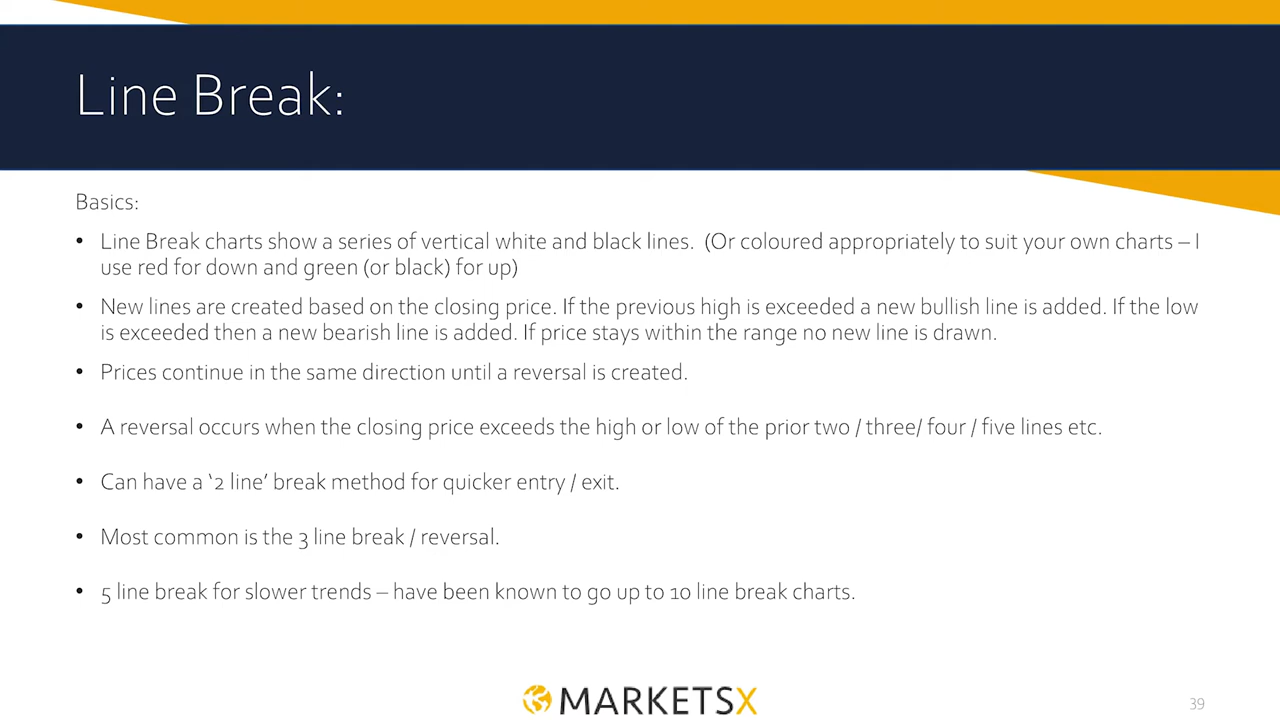 Line Break:
Basics:
• Line Break charts show a series of vertical white and black lines.  (Or coloured appropriately to suit your own charts – I
use red for down and green (or black) for up)
• New lines are created based on the closing price. If the previous high is exceeded a new bullish line is added. If the low
is exceeded then a new bearish line is added. If price stays within the range no new line is drawn.
• Prices continue in the same direction until a reversal is created.
• A reversal occurs when the closing price exceeds the high or low of the prior two / three/ four / five lines etc.
• Can have a ‘2 line’ break method for quicker entry / exit.
• Most common is the 3 line break / reversal.
• 5 line break for slower trends – have been known to go up to 10 line break charts.
MARKETSX
39